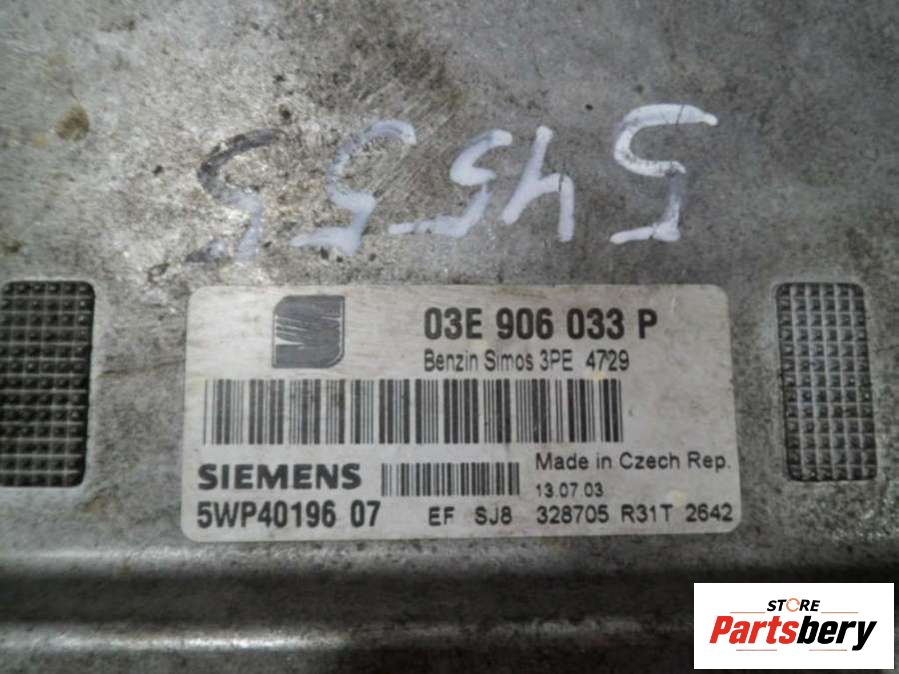 03E 906 033 P
Benzin Simos 3PE 4729
SIEMENS
Made in Czech Rep.
13.07.03
5WP40196 07 EF SJ8 328705 R31T 2642
STORE
Partsbery